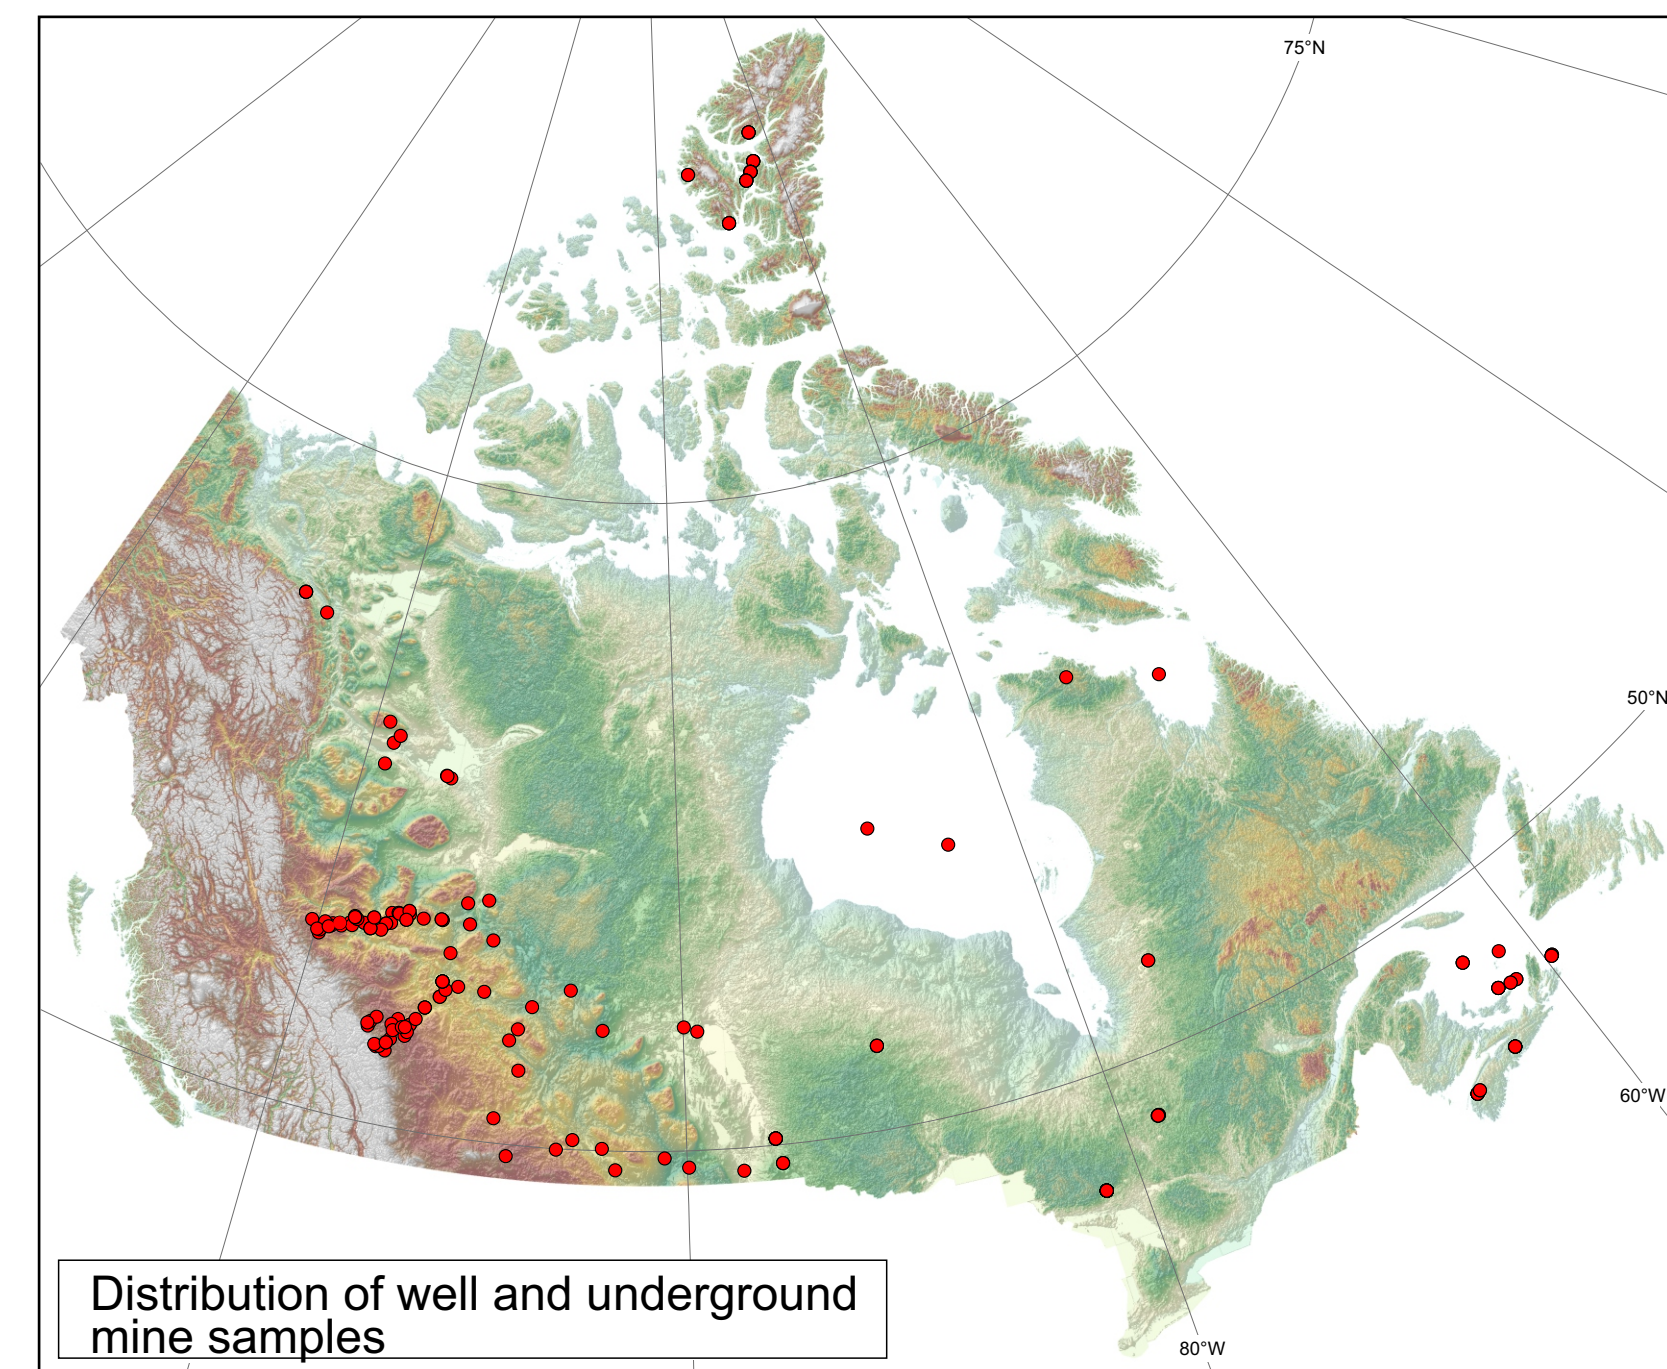 75°N
50°N
60°W
Distribution of well and underground
mine samples
80°W